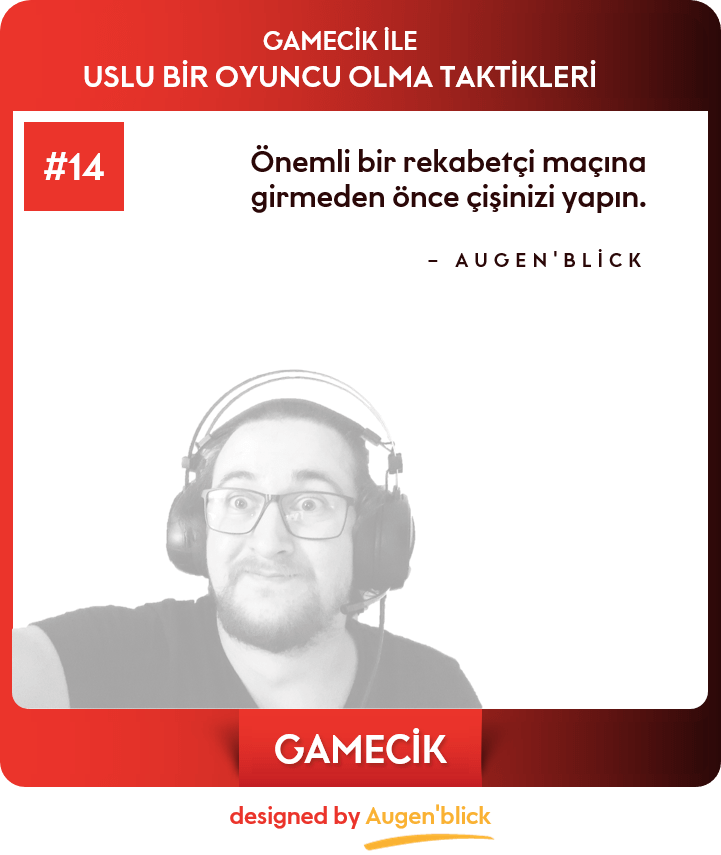 GAMECİK İLE
USLU BİR OYUNCU OLMA TAKTİKLERİ
#14
Önemli bir rekabetçi maçına
girmeden önce çişinizi yapın.
– AUGEN'BLİCK
GAMECİK
designed by Augen'blick